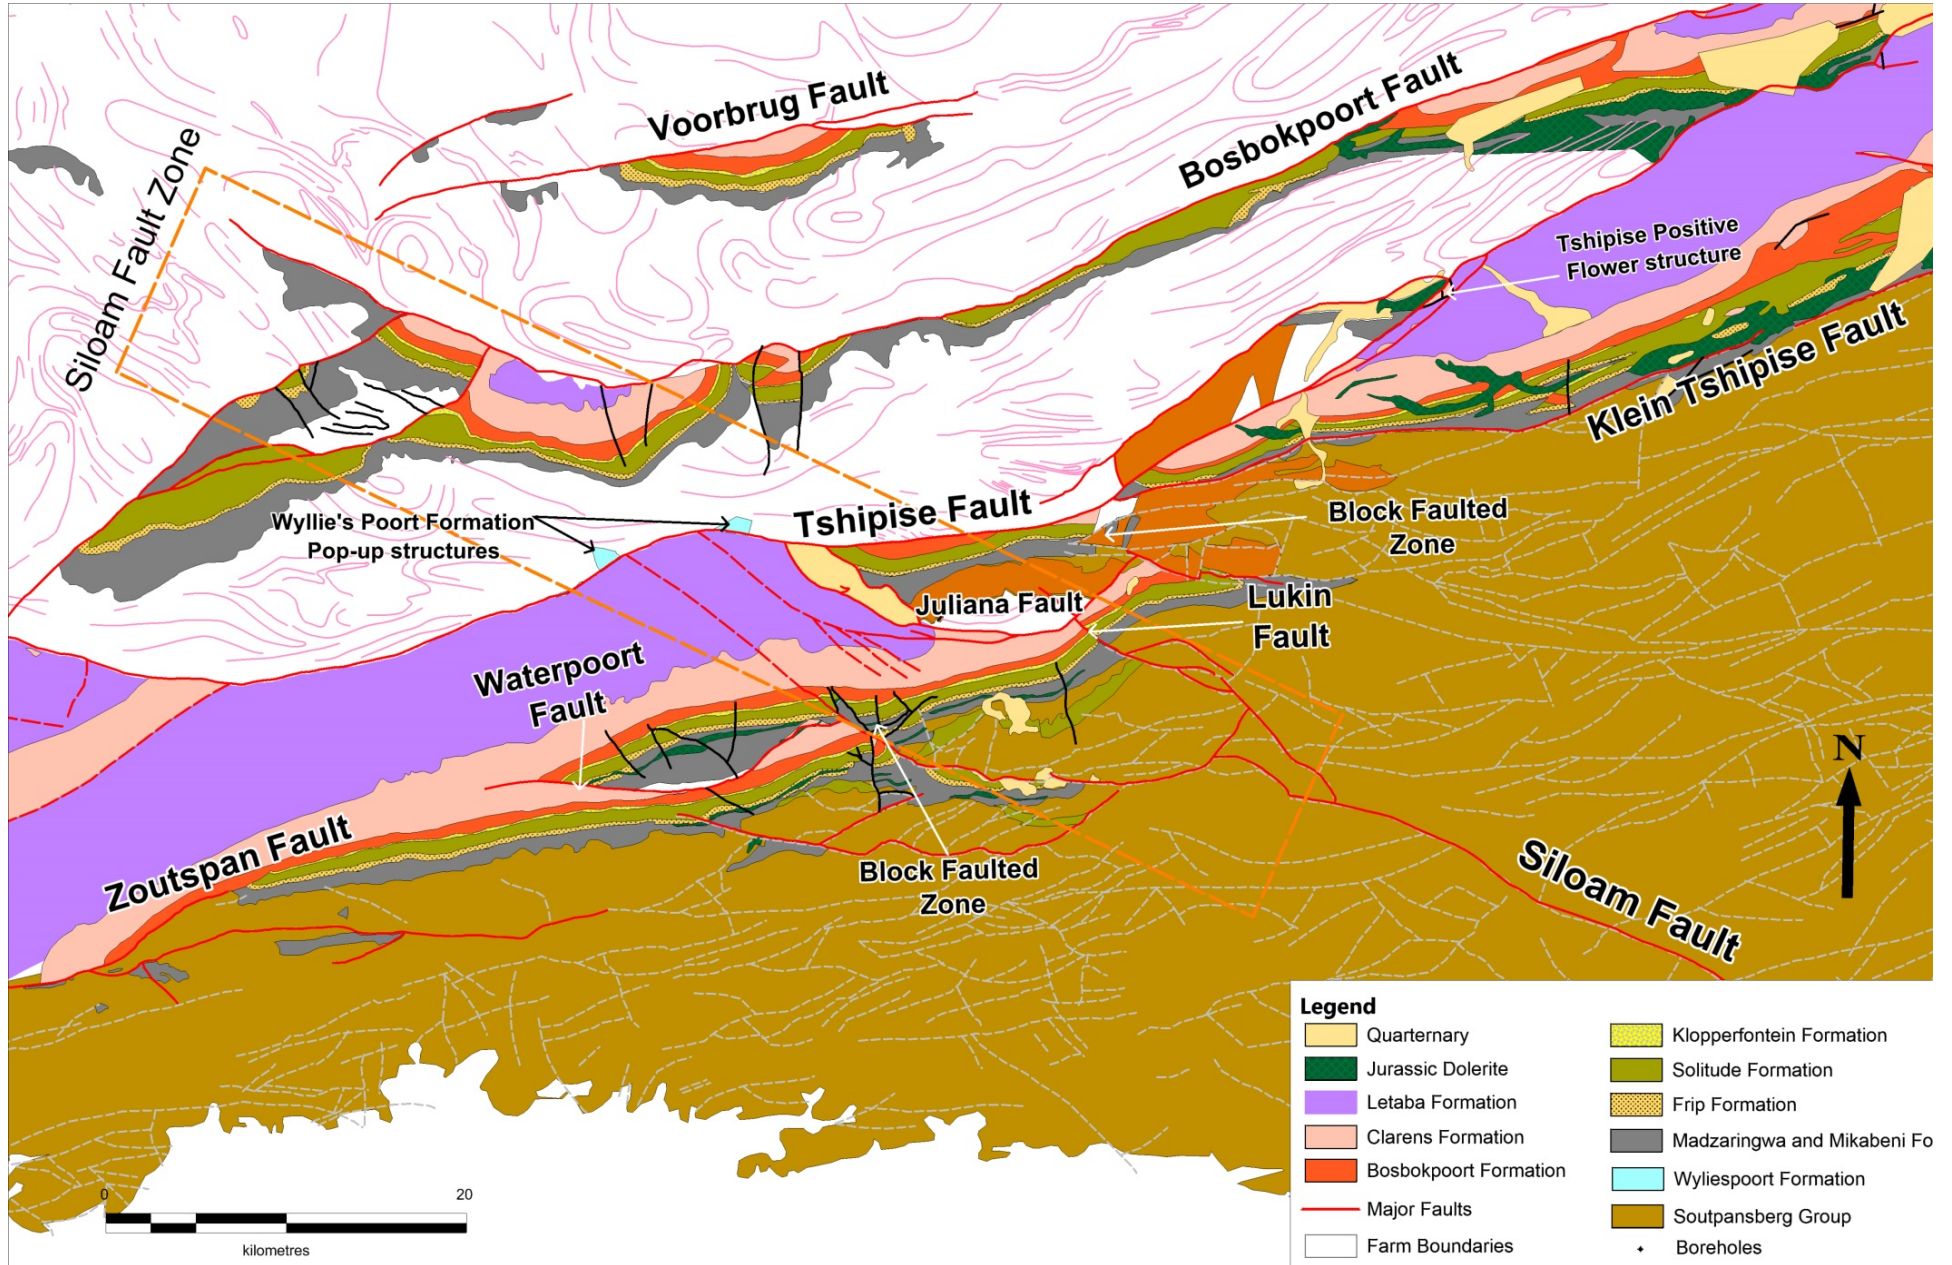 Voorbrug Fault
Bosbokpoort Fault
Siloam Fault Zone
Tshipise Positive
Flower structure
Klein Tshipise Fault
Wyllie's Poort Formation
Pop-up structures
Tshipise Fault
Block Faulted
Zone
Juliana Fault
Lukin
Fault
Waterpoort
Fault
Zoutspan Fault
Block Faulted
Zone
Siloam Fault
N
0 20
kilometres
Legend
Quarternary
Jurassic Dolerite
Letaba Formation
Clarens Formation
Bosbokpoort Formation
Major Faults
Farm Boundaries
Klopperfontein Formation
Solitude Formation
Frip Formation
Madzaringwa and Mikabeni Fo
Wyliespoort Formation
Soutpansberg Group
Boreholes